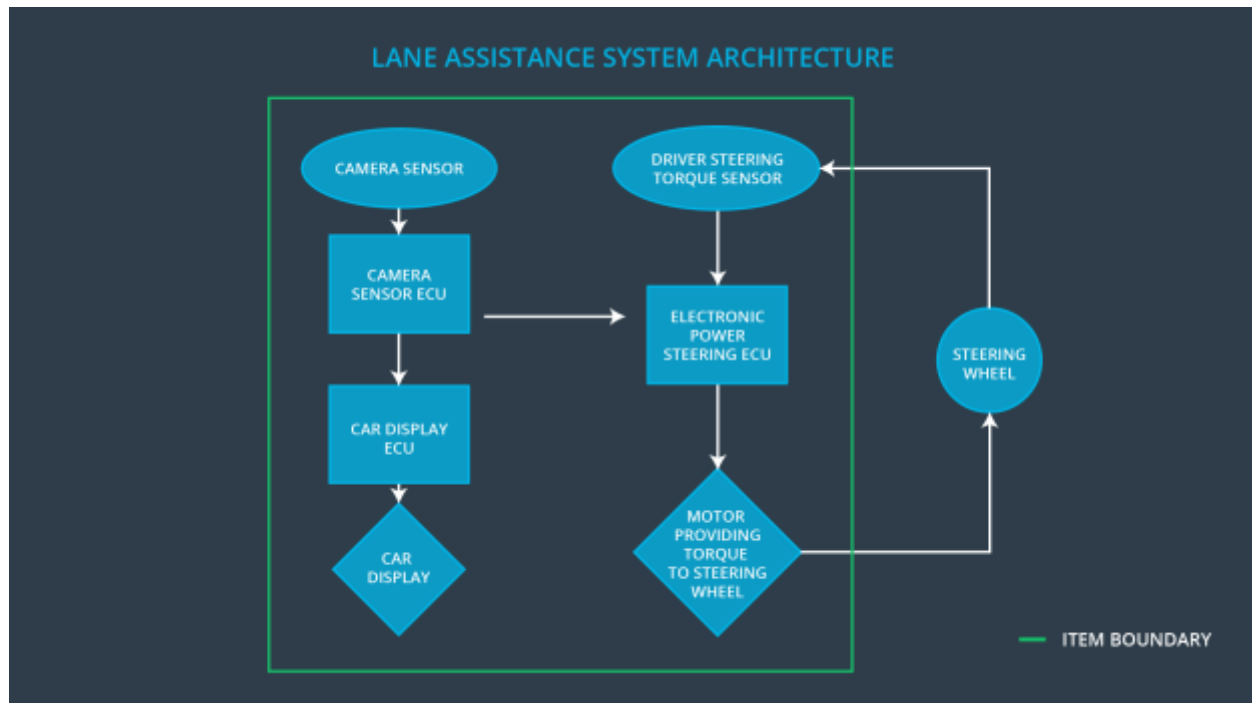 LANE ASSISTANCE SYSTEM ARCHITECTURE
CAMERA SENSOR
CAMERA
SENSOR ECU
CAR DISPLAY
ECU
CAR
DISPLAY
DRIVER STEERING
TORQUE SENSOR
ELECTRONIC
POWER
STEERING ECU
MOTOR
PROVIDING
TORQUE
TO STEERING
WHEEL
STEERING
WHEEL
ITEM BOUNDARY